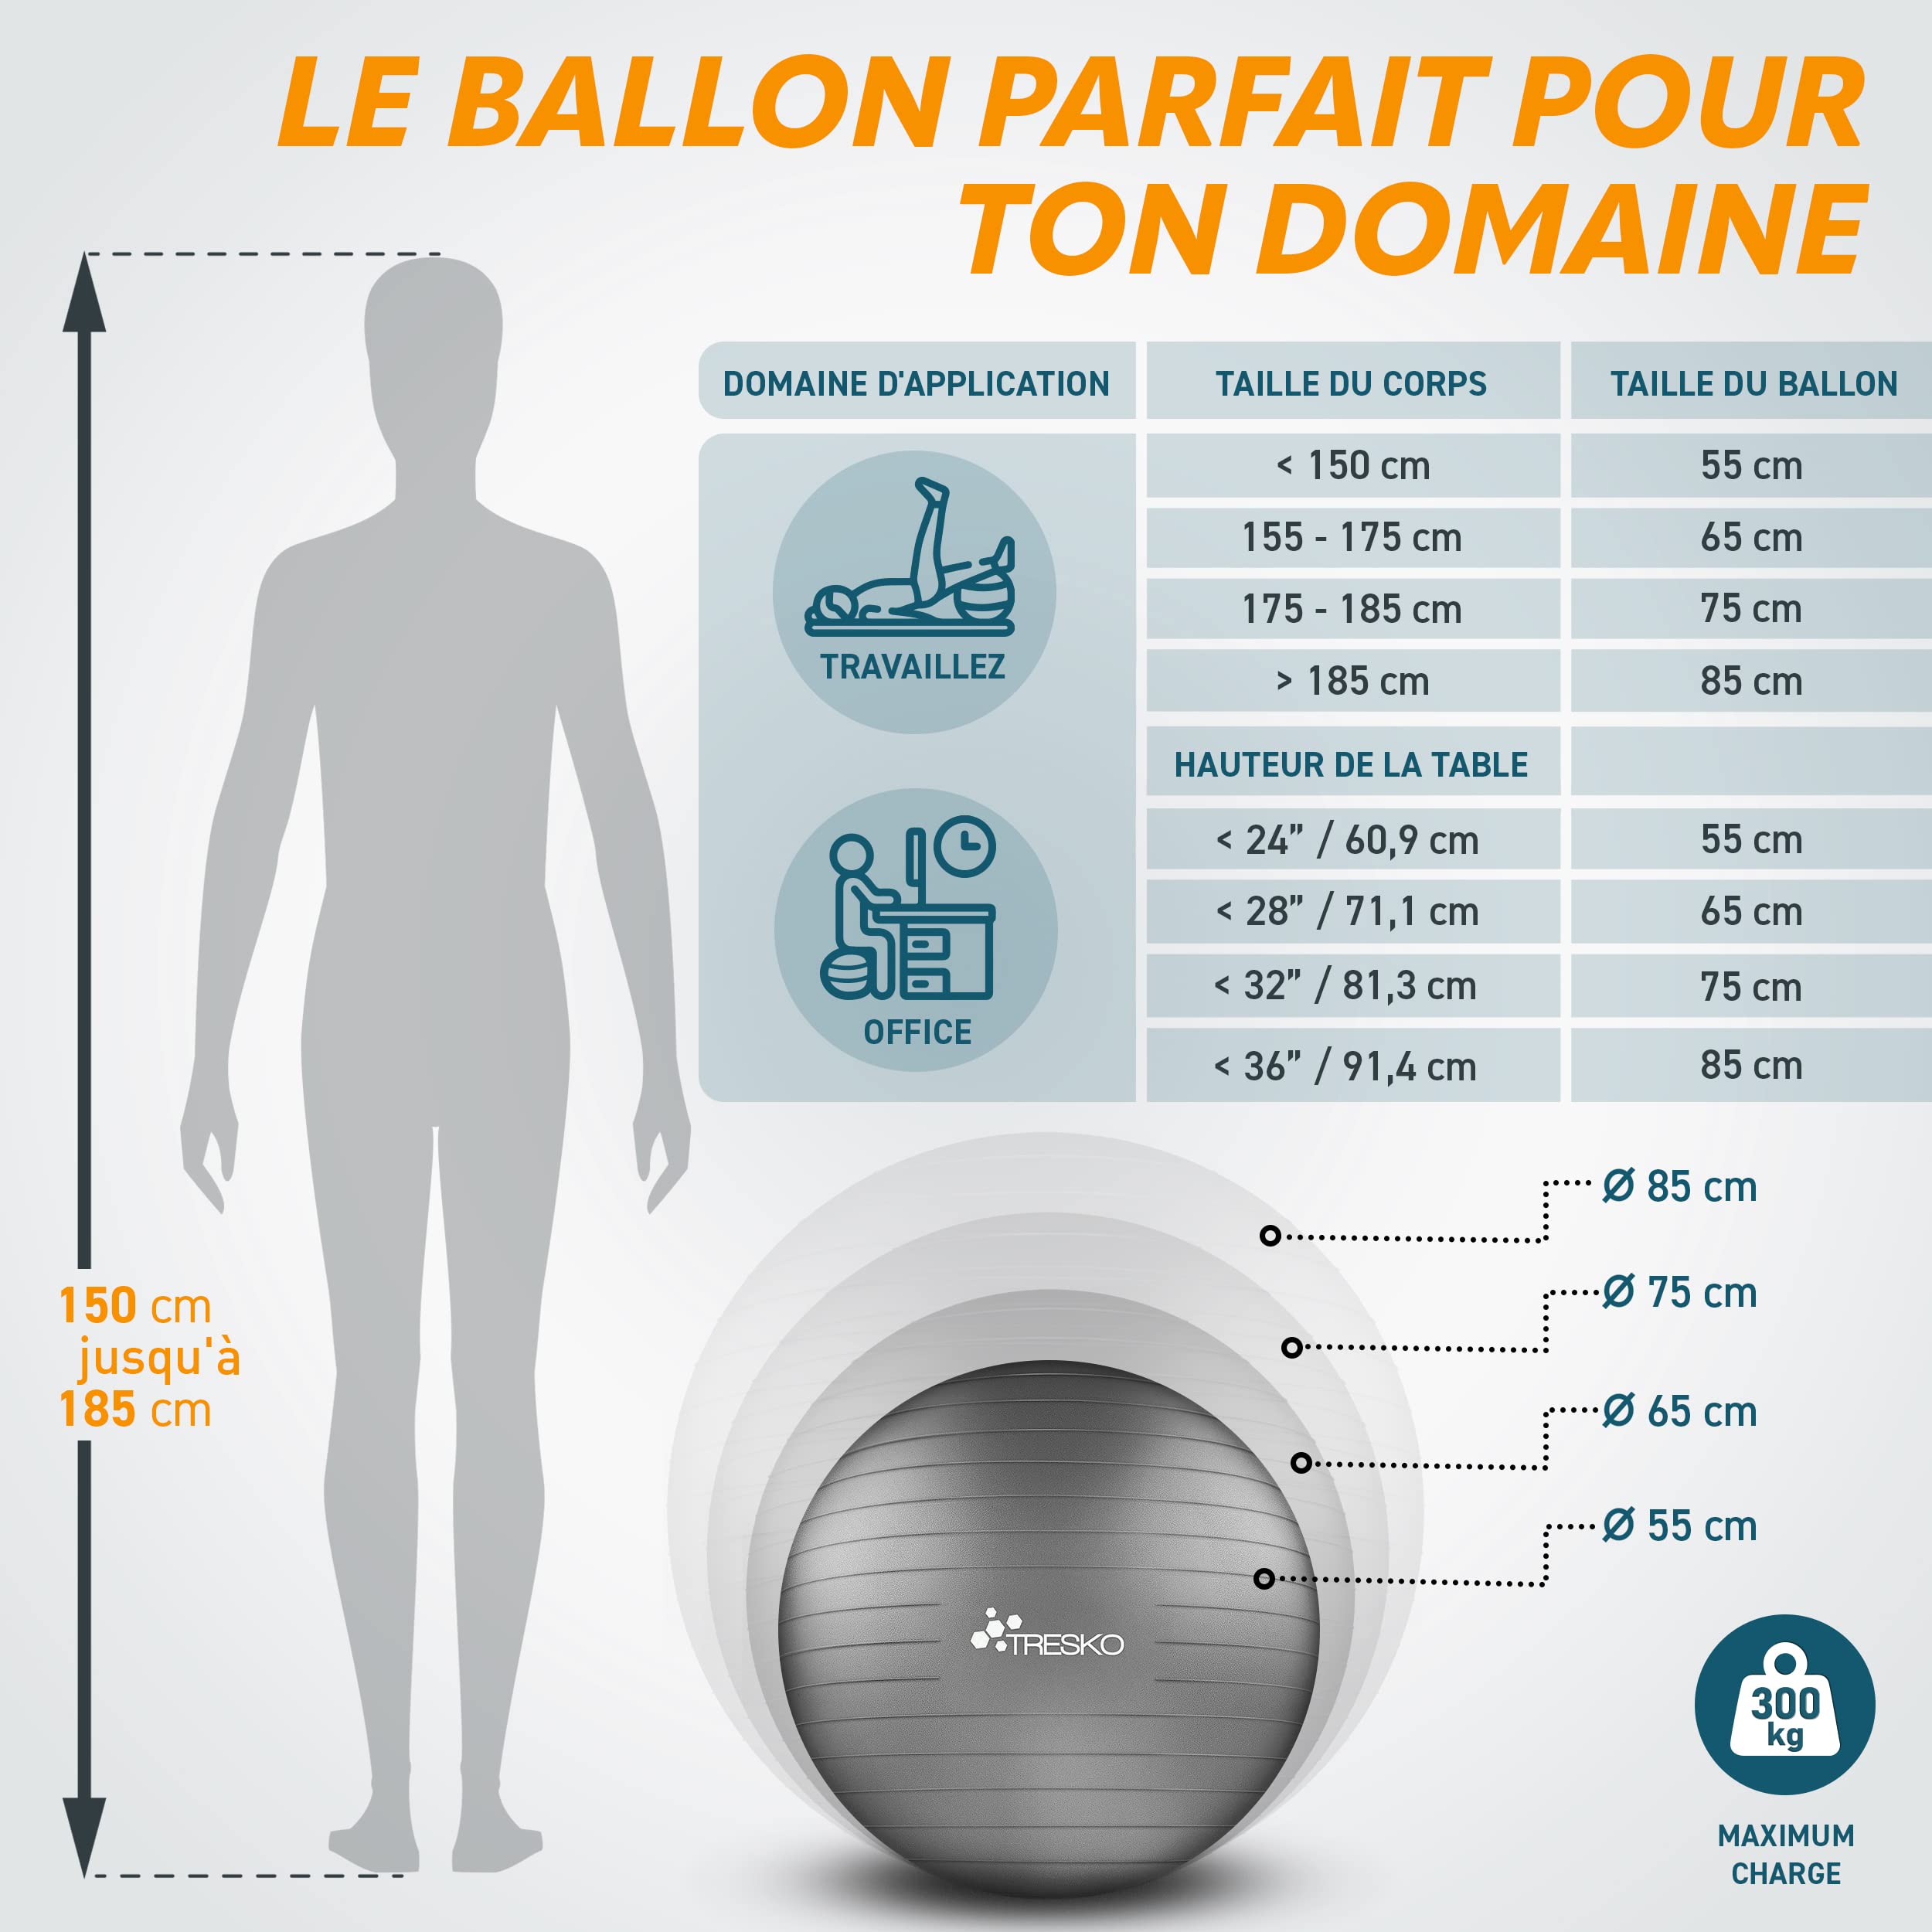 LE BALLON PARFAIT POUR
TON DOMAINE
DOMAINE D'APPLICATION TAILLE DU CORPS TAILLE DU BALLON
TRAVAILLEZ
< 150 cm 55 cm
155 - 175 cm 65 cm
175 - 185 cm 75 cm
> 185 cm 85 cm
HAUTEUR DE LA TABLE
OFFICE
< 24” / 60,9 cm 55 cm
< 28” / 71,1 cm 65 cm
< 32” / 81,3 cm 75 cm
< 36” / 91,4 cm 85 cm
150 cm
jusqu'à
185 cm
Ø 85 cm
Ø 75 cm
Ø 65 cm
Ø 55 cm
TRESKO
300
kg
MAXIMUM
CHARGE